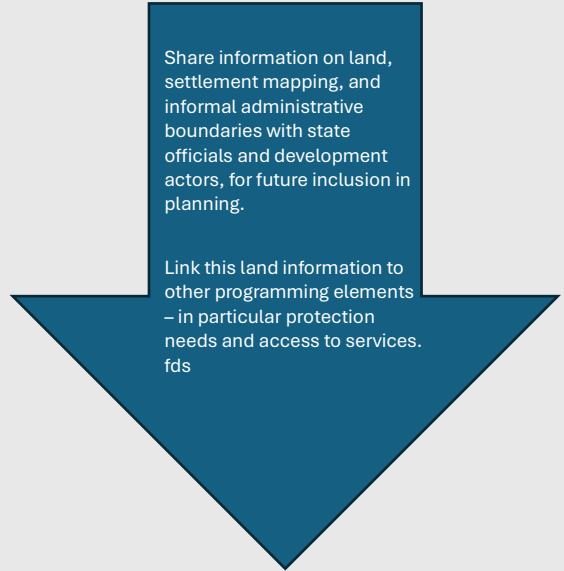 Share information on land,
settlement mapping, and
informal administrative
boundaries with state
officials and development
actors, for future inclusion in
planning.
Link this land information to
other programming elements
– in particular protection
needs and access to services.
fds